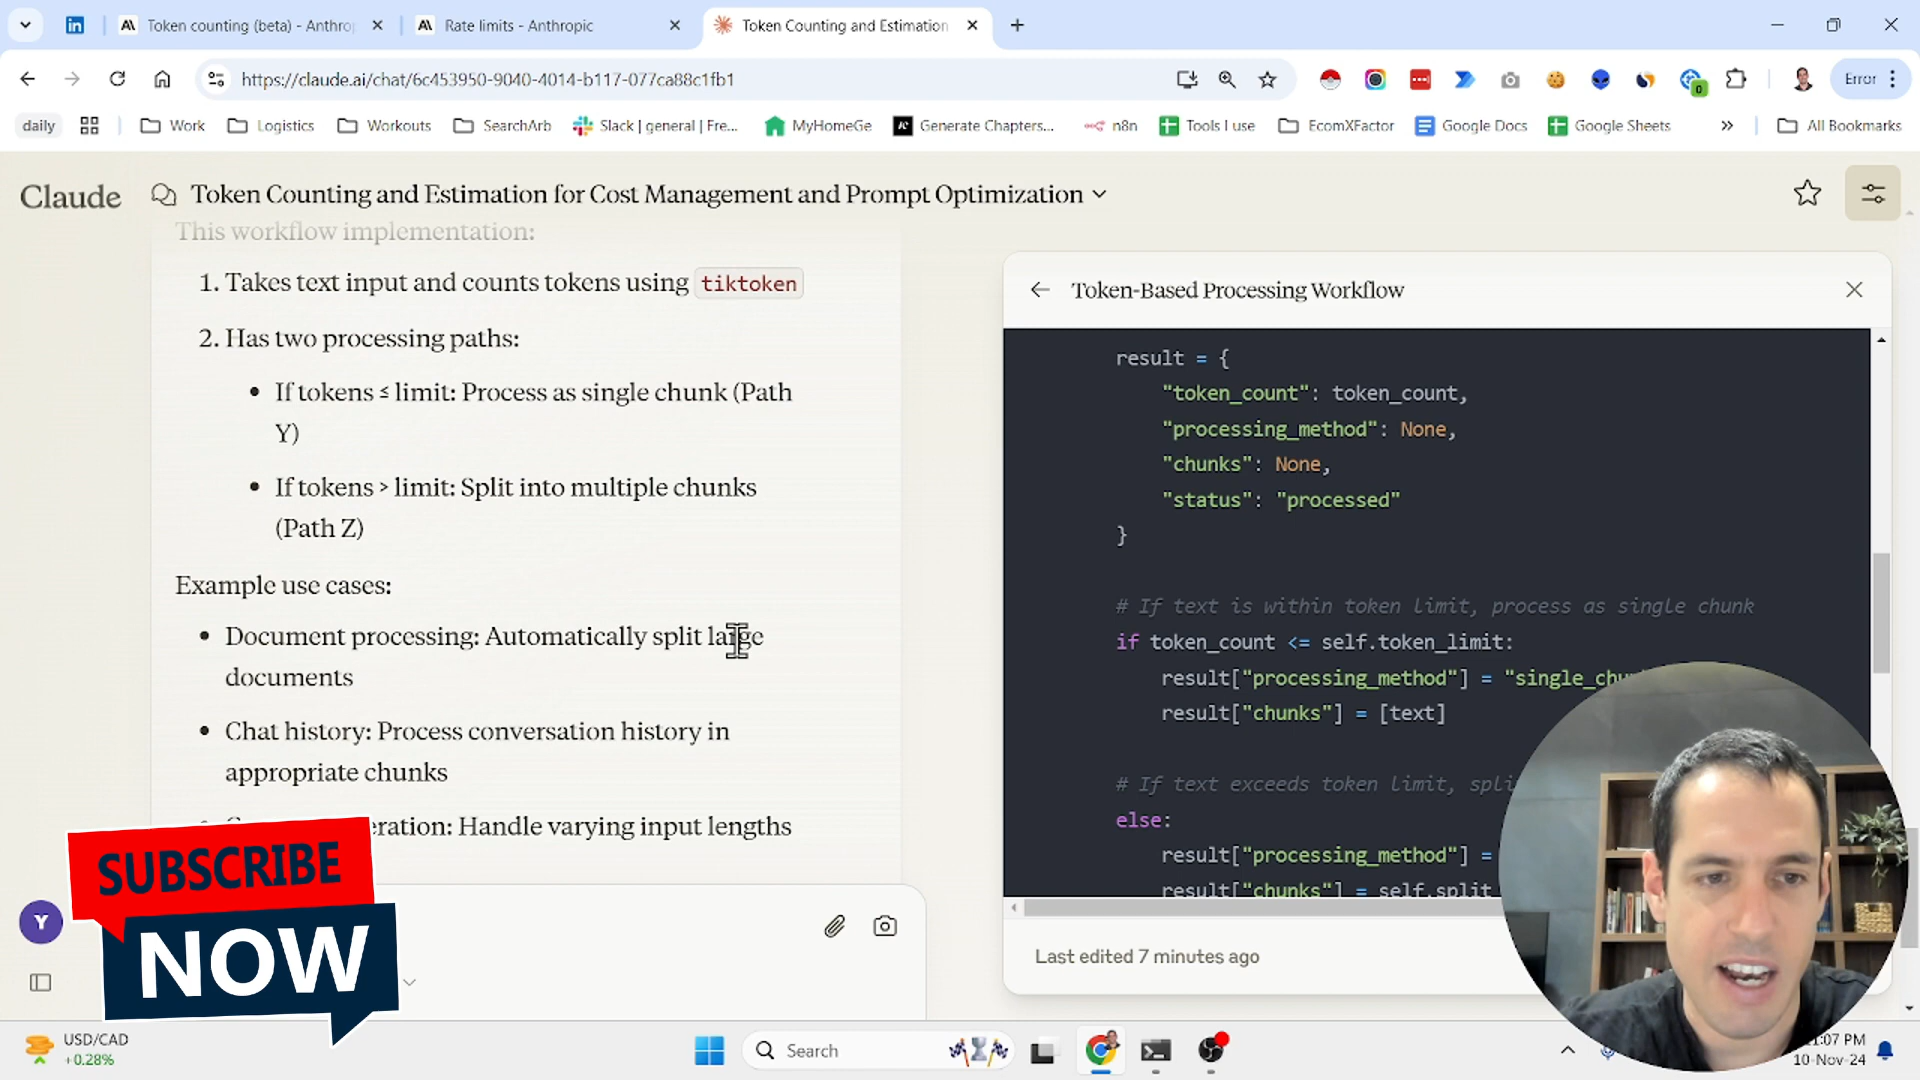 Token counting (beta) - Anthro
Rate limits - Anthropic
Token Counting and Estimation
https://claude.ai/chat/6c453950-9040-4014-b117-077ca88c1fb1
0
Error
daily
Work
Logistics
Workouts
SearchArb
Slack | general | Fre...
MyHomeGe
Generate Chapters...
n8n
Tools I use
EcomXFactor
Google Docs
Google Sheets
All Bookmarks
Claude
Token Counting and Estimation for Cost Management and Prompt Optimization
This workflow implementation:
1. Takes text input and counts tokens using tiktoken
2. Has two processing paths:
• If tokens ≤ limit: Process as single chunk (Path
Y)
• If tokens > limit: Split into multiple chunks
(Path Z)
Example use cases:
• Document processing: Automatically split large
documents
• Chat history: Process conversation history in
appropriate chunks
Handle varying input lengths
Y
SUBSCRIBE
NOW
Token-Based Processing Workflow
result = {
"token_count": token_count,
"processing_method": None,
"chunks": None,
"status": "processed"
}
# If text is within token limit, process as single chunk
if token_count <= self.token_limit:
result["processing_method"] = "single_chu
result["chunks"] = [text]
# If text exceeds token limit, spli
else:
result["processing_method"] =
result["chunks"] = self.split
Last edited 7 minutes ago
USD/CAD
+0.28%
Search
:07 PM
10-Nov-24